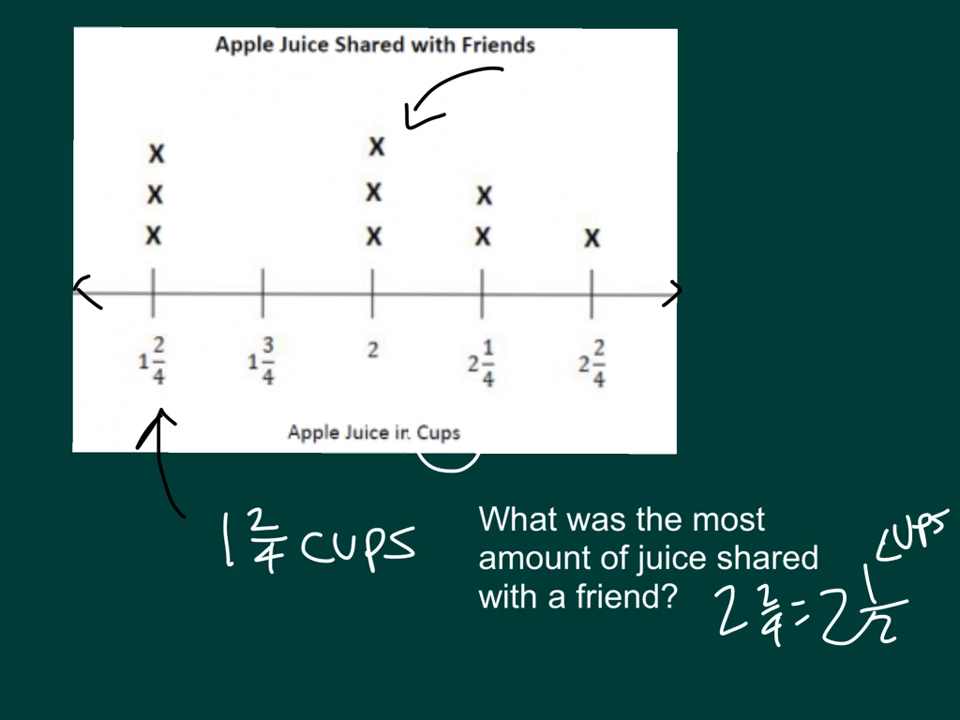 Apple Juice Shared with Friends
X X
X X X
X X X X
1 2/4 1 3/4 2 2 1/4 2 2/4
Apple Juice in Cups
1 2/4 cups
What was the most
amount of juice shared
with a friend?
2 2/4 = 2 1/2 cups